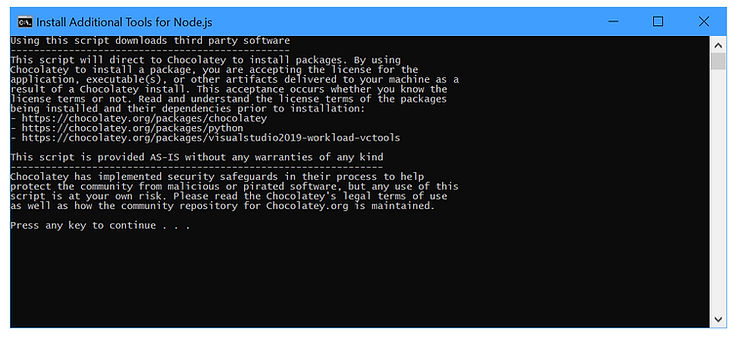 Install Additional Tools for Node.js
Using this script downloads third party software
------------------------------------------------
This script will direct to Chocolatey to install packages. By using
Chocolatey to install a package, you are accepting the license for the
application, executable(s), or other artifacts delivered to your machine as a
result of a Chocolatey install. This acceptance occurs whether you know the
license terms or not. Read and understand the license terms of the packages
being installed and their dependencies prior to installation:
- https://chocolatey.org/packages/chocolatey
- https://chocolatey.org/packages/python
- https://chocolatey.org/packages/visualstudio2019-workload-vctools
This script is provided AS-IS without any warranties of any kind
----------------------------------------------------------------
Chocolatey has implemented security safeguards in their process to help
protect the community from malicious or pirated software, but any use of this
script is at your own risk. Please read the Chocolatey's legal terms of use
as well as how the community repository for Chocolatey.org is maintained.
Press any key to continue . . .